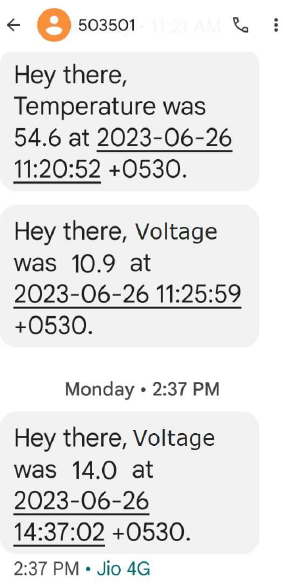 503501 11:21 AM
Hey there,
Temperature was
54.6 at 2023-06-26
11:20:52 +0530.
Hey there, Voltage
was 10.9 at
2023-06-26 11:25:59
+0530.
Monday • 2:37 PM
Hey there, Voltage
was 14.0 at
2023-06-26
14:37:02 +0530.
2:37 PM • Jio 4G